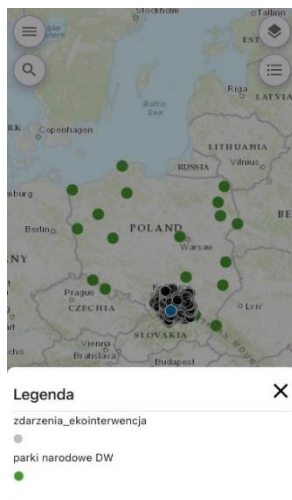 Stockholm
Tallinn
EST
Riga
LATVIA
Baltic
Sea
RK
Copenhagen
LITHUANIA
Vilnius
RUSSIA
mburg
Berlin
POLAND
BE
Warsaw
NY
Prague
CZECHIA
Lviv
SLOVAKIA
Vienna
Bratislava
Budapest
Legenda
zdarzenia_ekointerwencja
parki narodowe DW